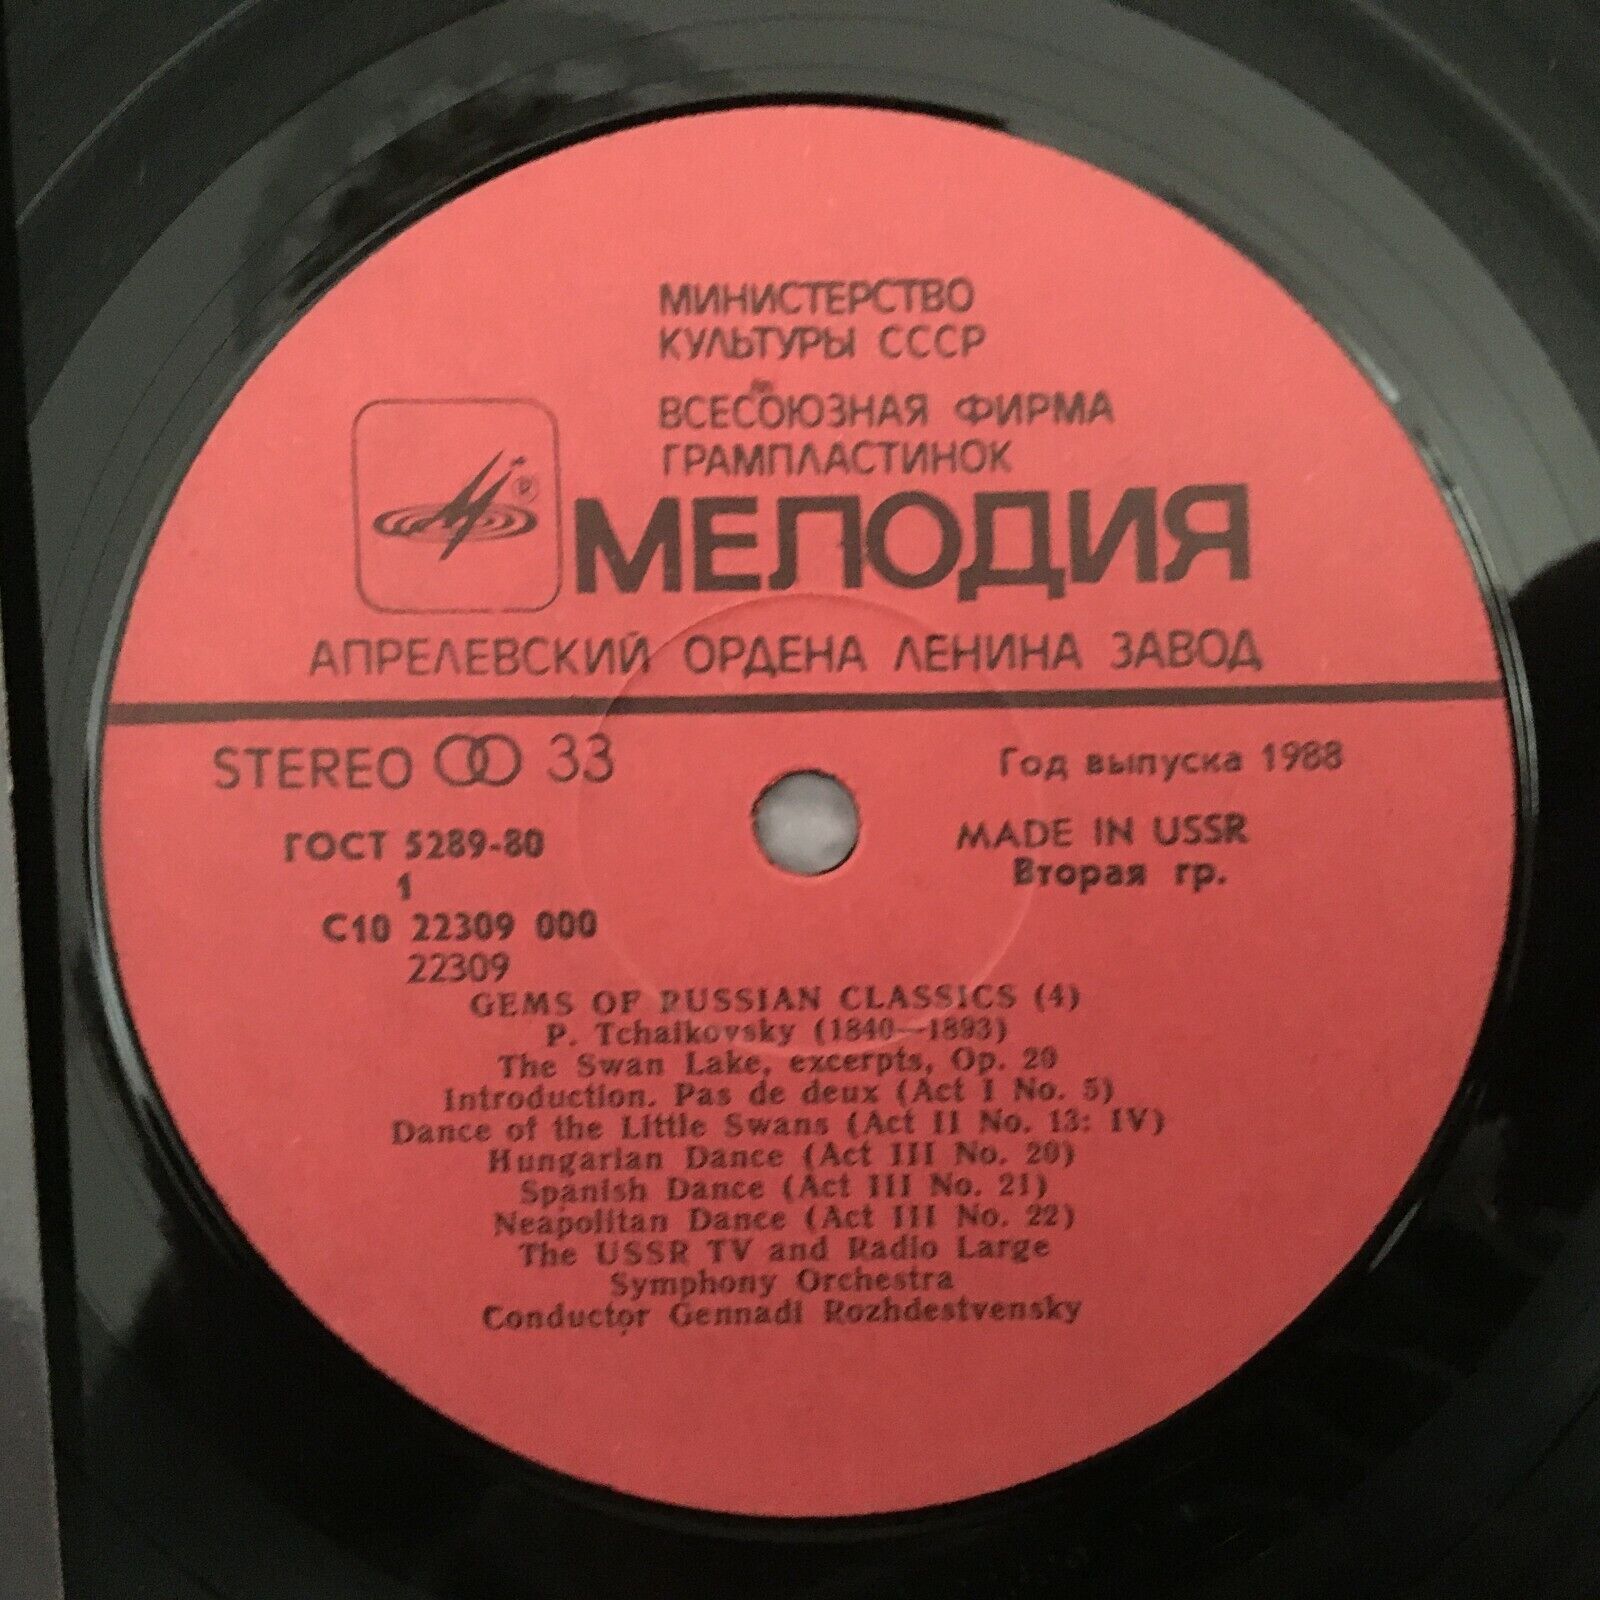 МИНИСТЕРСТВО
КУЛЬТУРЫ СССР
ВСЕСОЮЗНАЯ ФИРМА
ГРАМПЛАСТИНОК
МЕЛОДИЯ
АПРЕЛЕВСКИЙ ОРДЕНА ЛЕНИНА ЗАВОД
STEREO 33
Год выпуска 1988
ГОСТ 5289-80
MADE IN USSR
1
Вторая гр.
С10 22309 000
22309
GEMS OF RUSSIAN CLASSICS (4)
P. Tchaikovsky (1840—1893)
The Swan Lake, excerpts, Op. 20
Introduction. Pas de deux (Act I No. 5)
Dance of the Little Swans (Act II No. 13: IV)
Hungarian Dance (Act III No. 20)
Spanish Dance (Act III No. 21)
Neapolitan Dance (Act III No. 22)
The USSR TV and Radio Large
Symphony Orchestra
Conductor Gennadi Rozhdestvensky